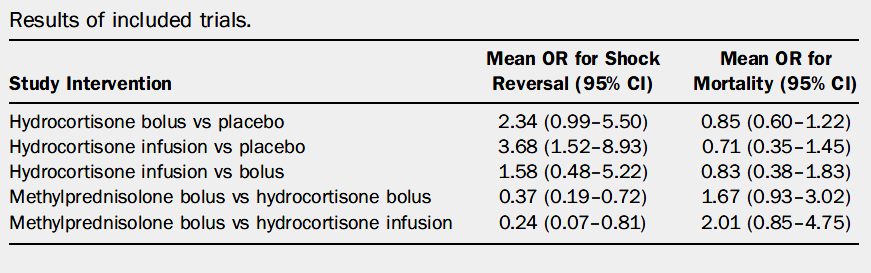 Results of included trials.
Mean OR for Shock Mean OR for
Study Intervention Reversal (95% CI) Mortality (95% CI)
Hydrocortisone bolus vs placebo 2.34 (0.99–5.50) 0.85 (0.60–1.22)
Hydrocortisone infusion vs placebo 3.68 (1.52–8.93) 0.71 (0.35–1.45)
Hydrocortisone infusion vs bolus 1.58 (0.48–5.22) 0.83 (0.38–1.83)
Methylprednisolone bolus vs hydrocortisone bolus 0.37 (0.19–0.72) 1.67 (0.93–3.02)
Methylprednisolone bolus vs hydrocortisone infusion 0.24 (0.07–0.81) 2.01 (0.85–4.75)